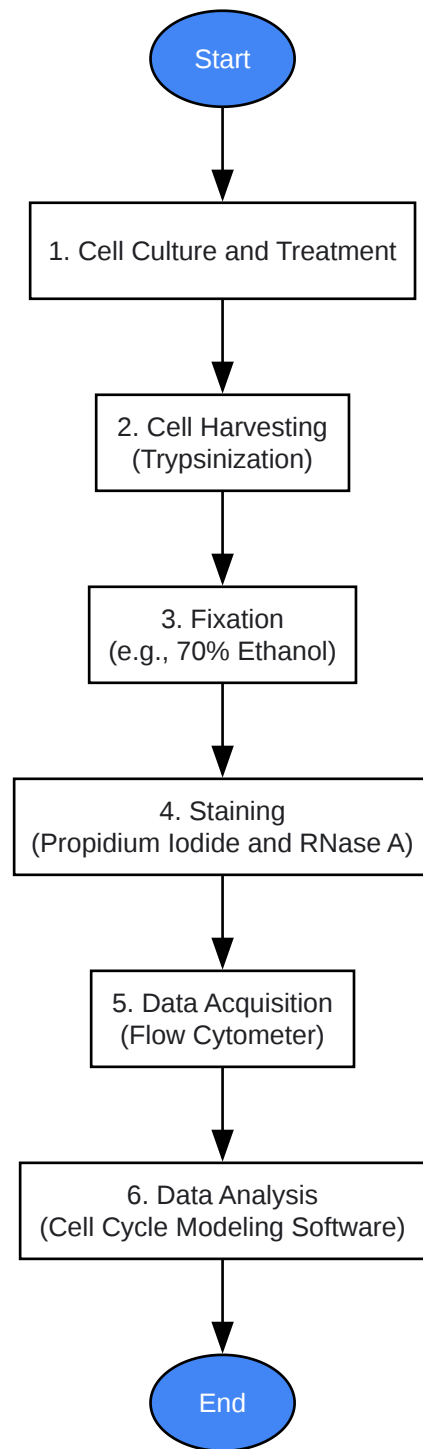 Start
1. Cell Culture and Treatment
2. Cell Harvesting
(Trypsinization)
3. Fixation
(e.g., 70% Ethanol)
4. Staining
(Propidium Iodide and RNase A)
5. Data Acquisition
(Flow Cytometer)
6. Data Analysis
(Cell Cycle Modeling Software)
End